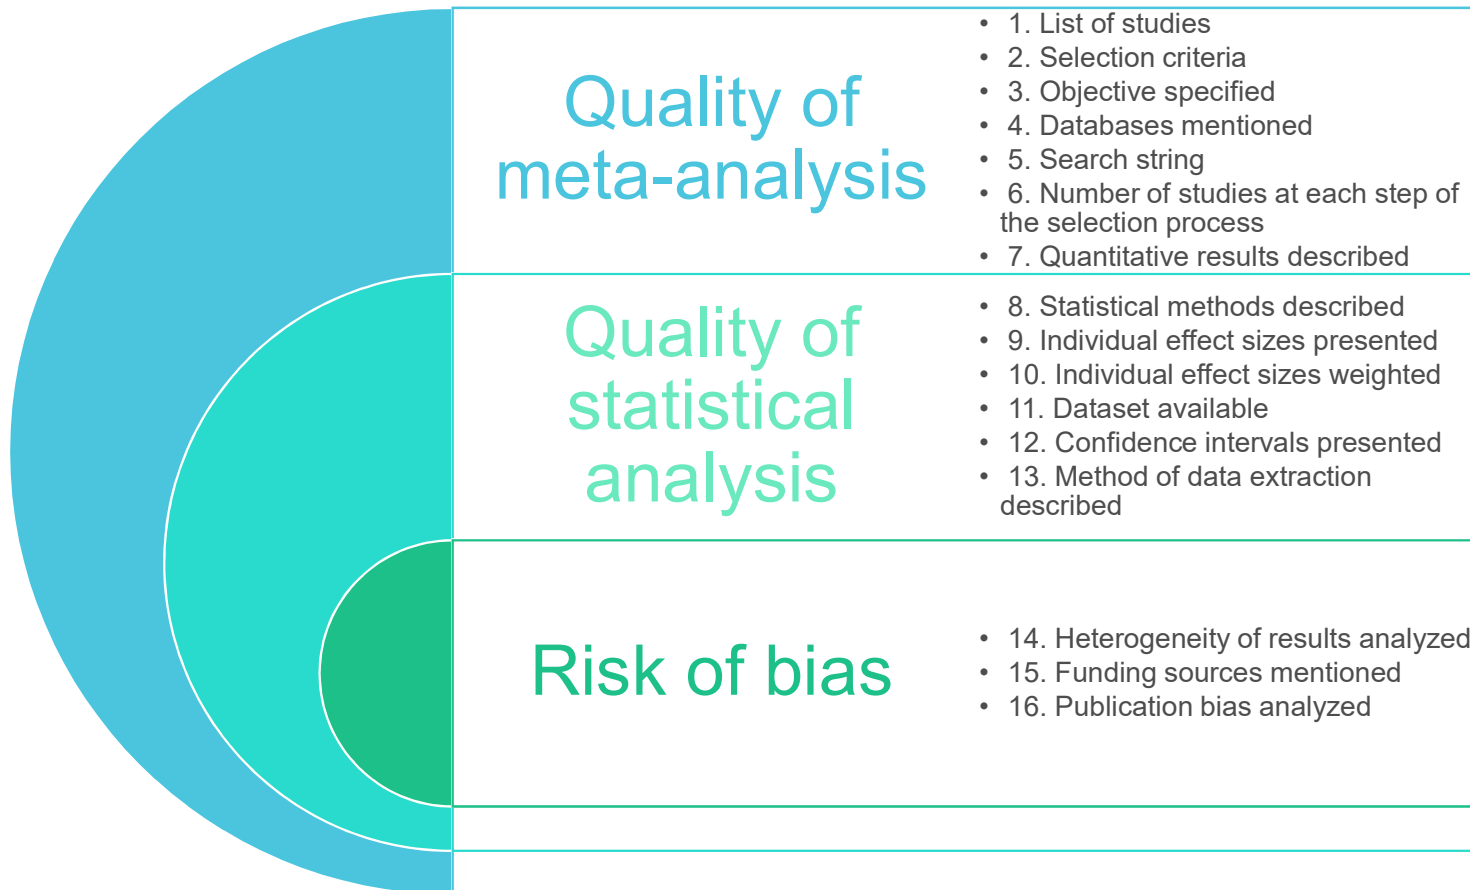 Quality of
meta-analysis
• 1. List of studies
• 2. Selection criteria
• 3. Objective specified
• 4. Databases mentioned
• 5. Search string
• 6. Number of studies at each step of
the selection process
• 7. Quantitative results described
Quality of
statistical
analysis
• 8. Statistical methods described
• 9. Individual effect sizes presented
• 10. Individual effect sizes weighted
• 11. Dataset available
• 12. Confidence intervals presented
• 13. Method of data extraction
described
Risk of bias
• 14. Heterogeneity of results analyzed
• 15. Funding sources mentioned
• 16. Publication bias analyzed